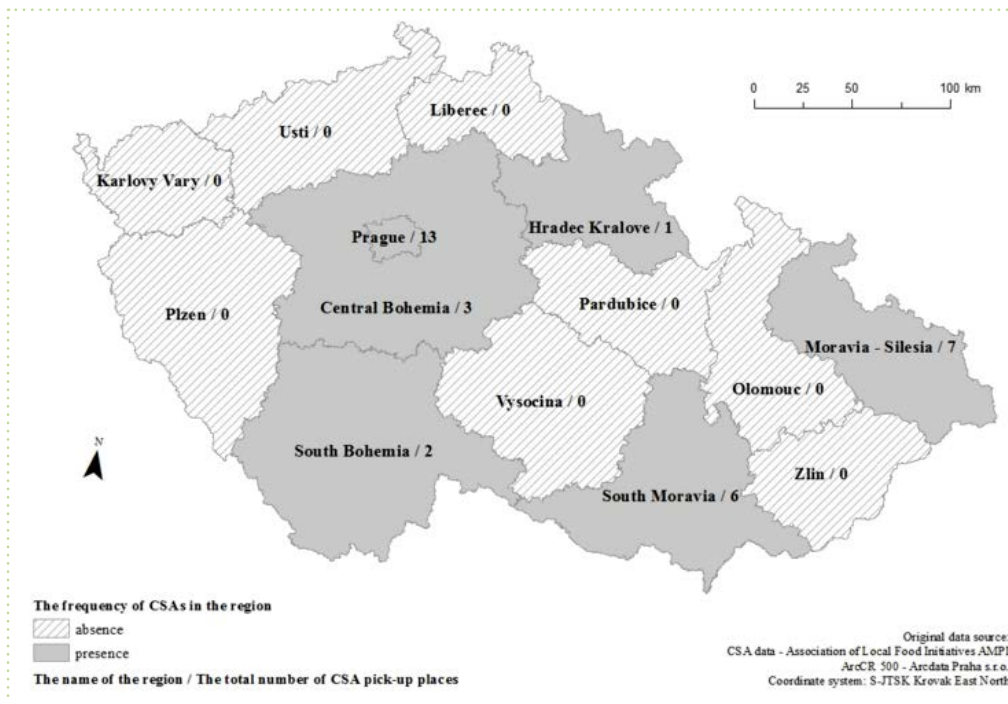 0 25 50 100 km
Liberec / 0
Usti / 0
Karlovy Vary / 0
Hradec Kralove / 1
Prague / 13
Pardubice / 0
Central Bohemia / 3
Plzen / 0
Moravia - Silesia / 7
Olomouc / 0
Vysocina / 0
N
South Bohemia / 2
Zlin / 0
South Moravia / 6
The frequency of CSAs in the region
absence
presence
The name of the region / The total number of CSA pick-up places
Original data source:
CSA data - Association of Local Food Initiatives AMPI
ArcCR 500 - Arcdata Praha s.r.o.
Coordinate system: S-JTSK Krovak East North